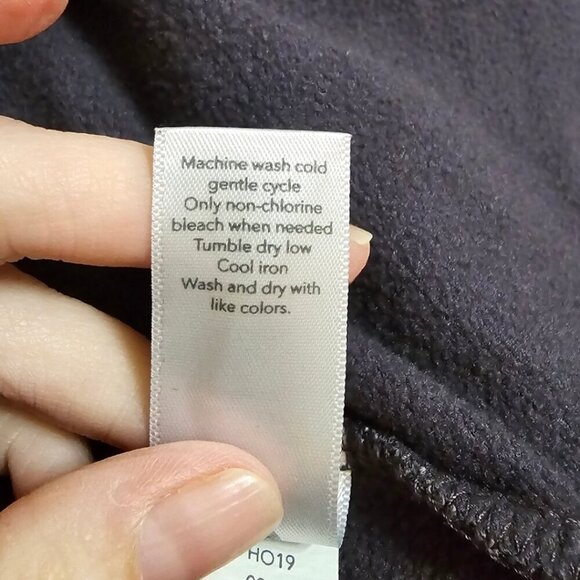 Machine wash cold
gentle cycle
Only non-chlorine
bleach when needed
Tumble dry low
Cool iron
Wash and dry with
like colors.
HO19